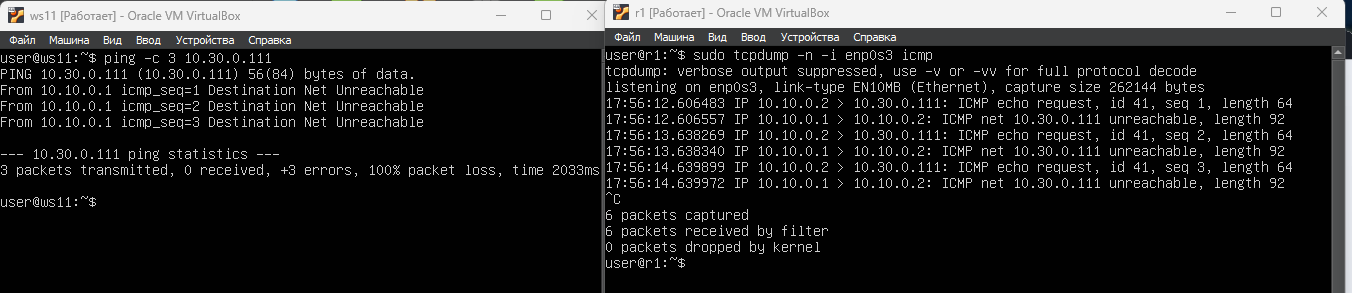 ws11 [Работает] - Oracle VM VirtualBox
Файл Машина Вид Ввод Устройства Справка
user@ws11:~$ ping -c 3 10.30.0.111
PING 10.30.0.111 (10.30.0.111) 56(84) bytes of data.
From 10.10.0.1 icmp_seq=1 Destination Net Unreachable
From 10.10.0.1 icmp_seq=2 Destination Net Unreachable
From 10.10.0.1 icmp_seq=3 Destination Net Unreachable
--- 10.30.0.111 ping statistics ---
3 packets transmitted, 0 received, +3 errors, 100% packet loss, time 2033ms
user@ws11:~$
r1 [Работает] - Oracle VM VirtualBox
Файл Машина Вид Ввод Устройства Справка
user@r1:~$ sudo tcpdump -n -i enp0s3 icmp
tcpdump: verbose output suppressed, use -v or -vv for full protocol decode
listening on enp0s3, link-type EN10MB (Ethernet), capture size 262144 bytes
17:56:12.606483 IP 10.10.0.2 > 10.30.0.111: ICMP echo request, id 41, seq 1, length 64
17:56:12.606557 IP 10.10.0.1 > 10.10.0.2: ICMP net 10.30.0.111 unreachable, length 92
17:56:13.638269 IP 10.10.0.2 > 10.30.0.111: ICMP echo request, id 41, seq 2, length 64
17:56:13.638340 IP 10.10.0.1 > 10.10.0.2: ICMP net 10.30.0.111 unreachable, length 92
17:56:14.639899 IP 10.10.0.2 > 10.30.0.111: ICMP echo request, id 41, seq 3, length 64
17:56:14.639972 IP 10.10.0.1 > 10.10.0.2: ICMP net 10.30.0.111 unreachable, length 92
^C
6 packets captured
6 packets received by filter
0 packets dropped by kernel
user@r1:~$